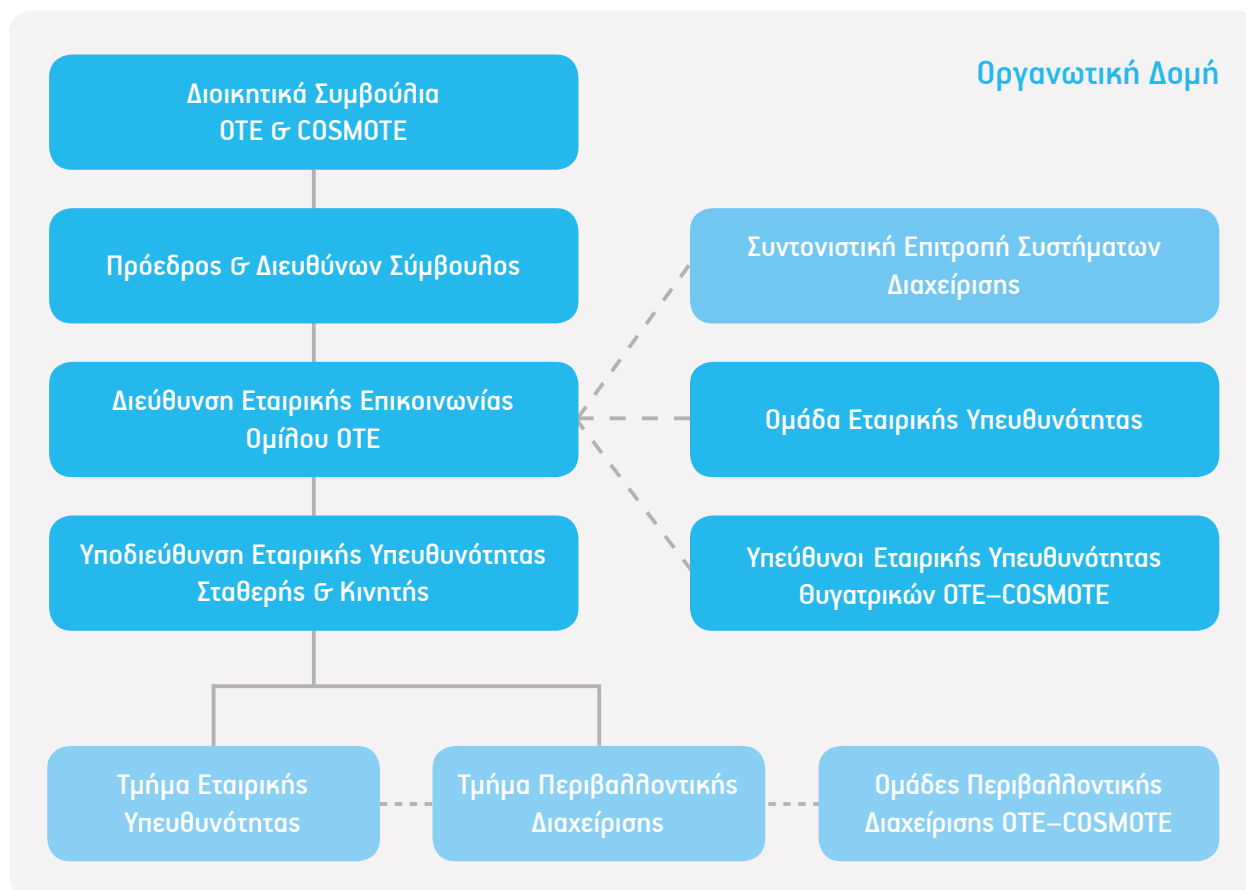 Οργανωτική Δομή
Διοικητικά Συμβούλια
ΟΤΕ & COSMOTE
Πρόεδρος & Διευθύνων Σύμβουλος
Συντονιστική Επιτροπή Συστήματων
Διαχείρισης
Διεύθυνση Εταιρικής Επικοινωνίας
Ομίλου ΟΤΕ
Ομάδα Εταιρικής Υπευθυνότητας
Υποδιεύθυνση Εταιρικής Υπευθυνότητας
Σταθερής & Κινητής
Υπεύθυνοι Εταιρικής Υπευθυνότητας
Θυγατρικών ΟΤΕ–COSMOTE
Τμήμα Εταιρικής
Υπευθυνότητας
Τμήμα Περιβαλλοντικής
Διαχείρισης
Ομάδες Περιβαλλοντικής
Διαχείρισης ΟΤΕ–COSMOTE